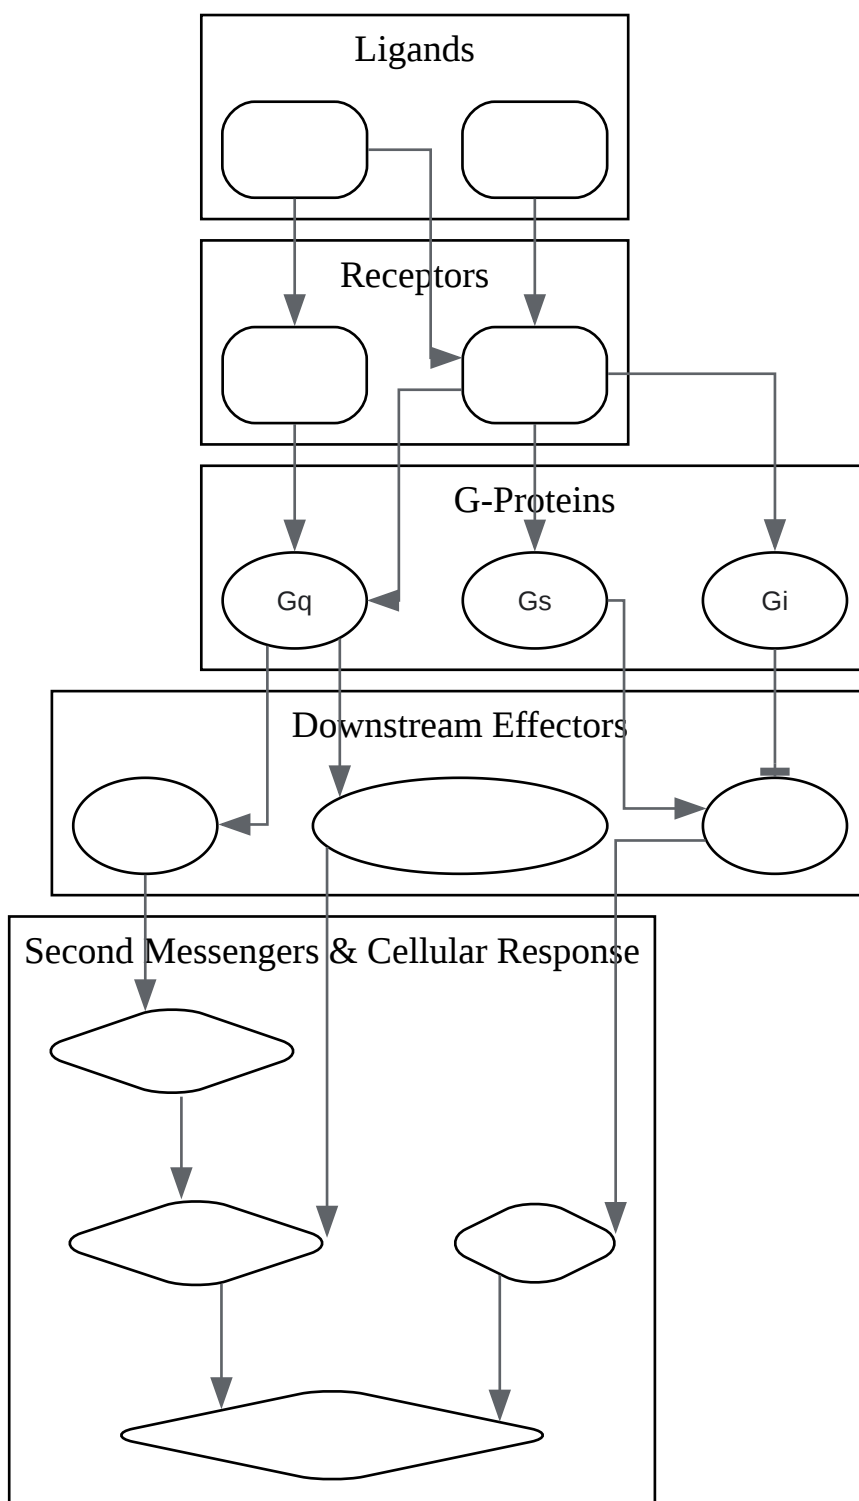 Ligands
Receptors
G-Proteins
Gq
Gs
Gi
Downstream Effectors
Second Messengers & Cellular Response